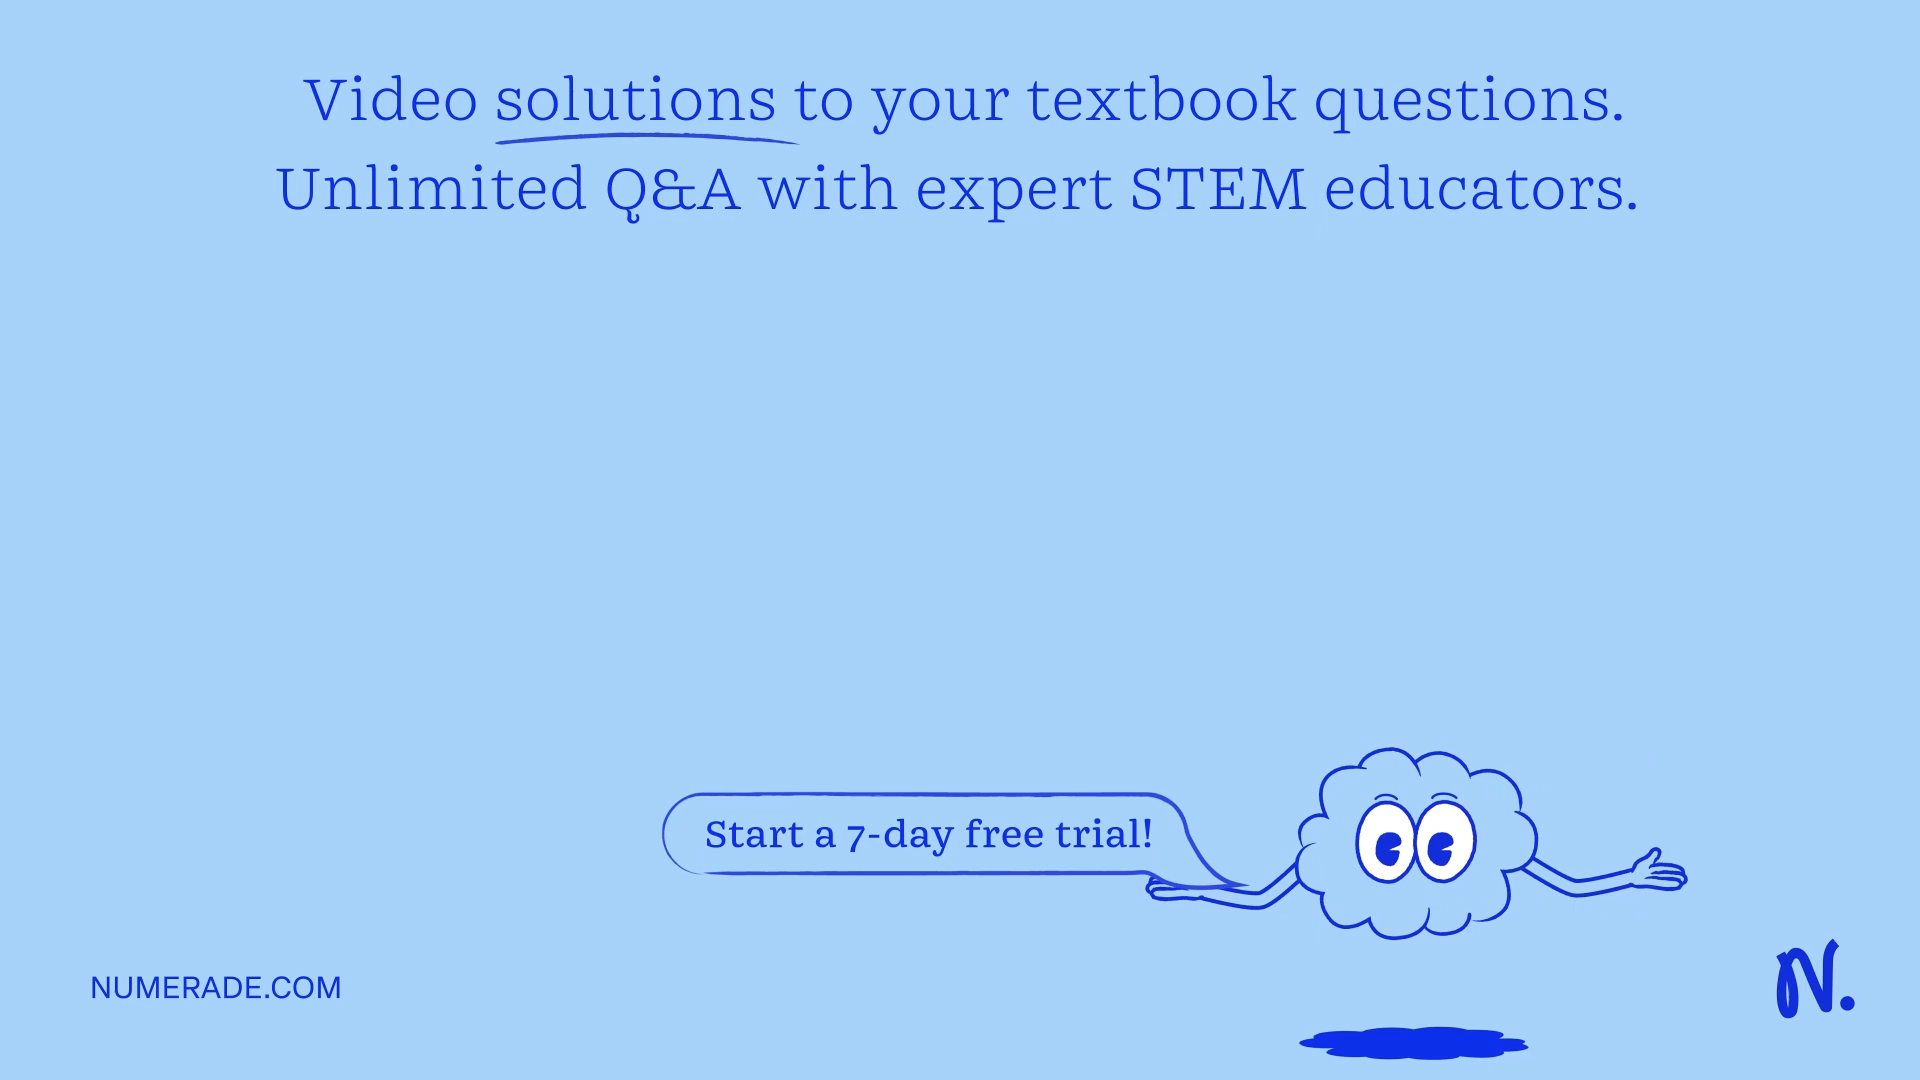 Video solutions to your textbook questions.
Unlimited Q&A with expert STEM educators.
Start a 7-day free trial!
NUMERADE.COM
N.